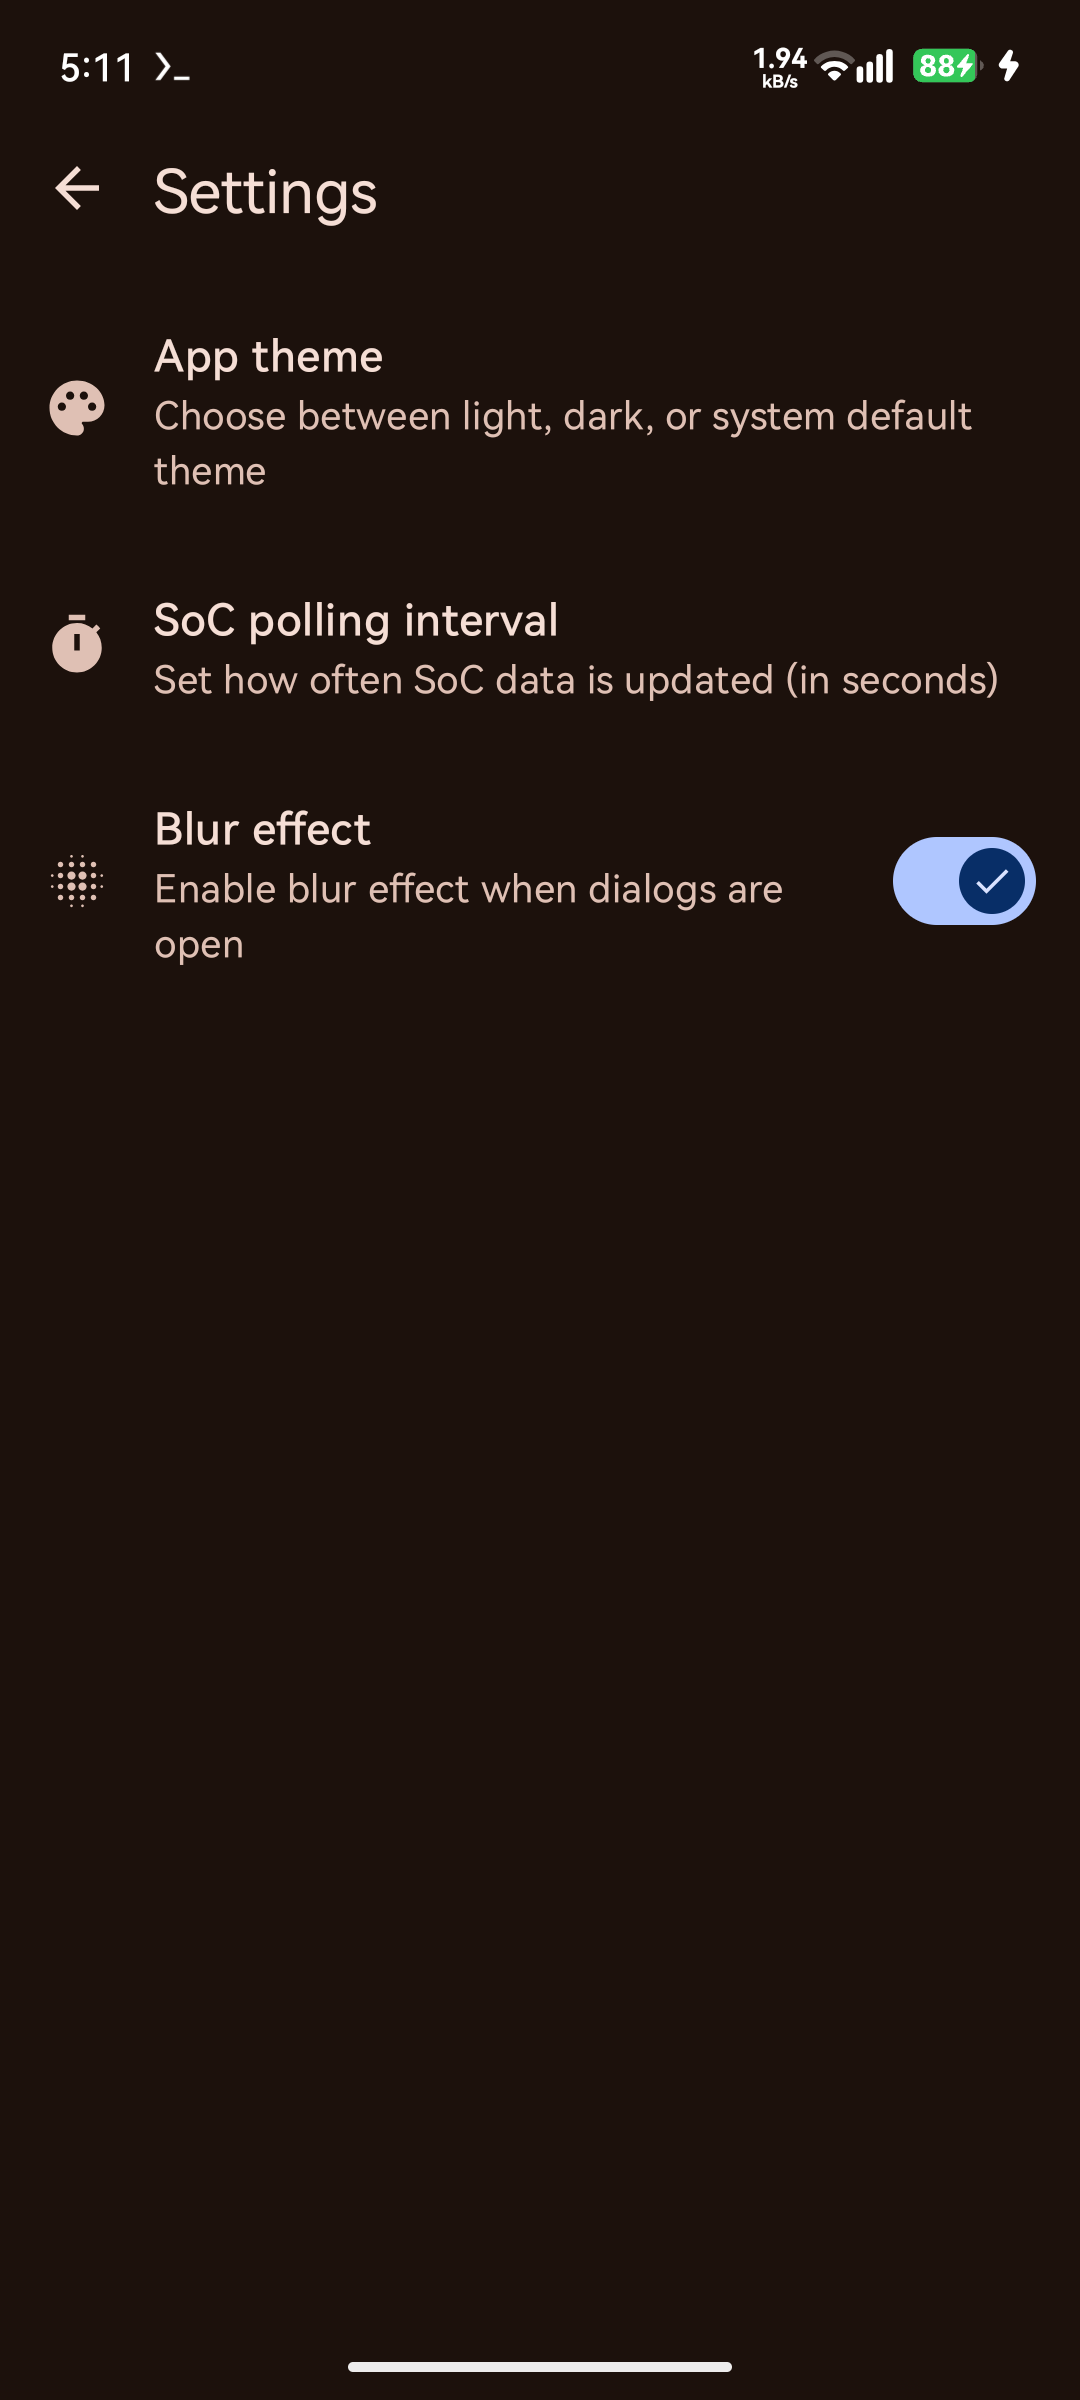 5:11
1.94
kB/s
88
Settings
App theme
Choose between light, dark, or system default
theme
SoC polling interval
Set how often SoC data is updated (in seconds)
Blur effect
Enable blur effect when dialogs are
open